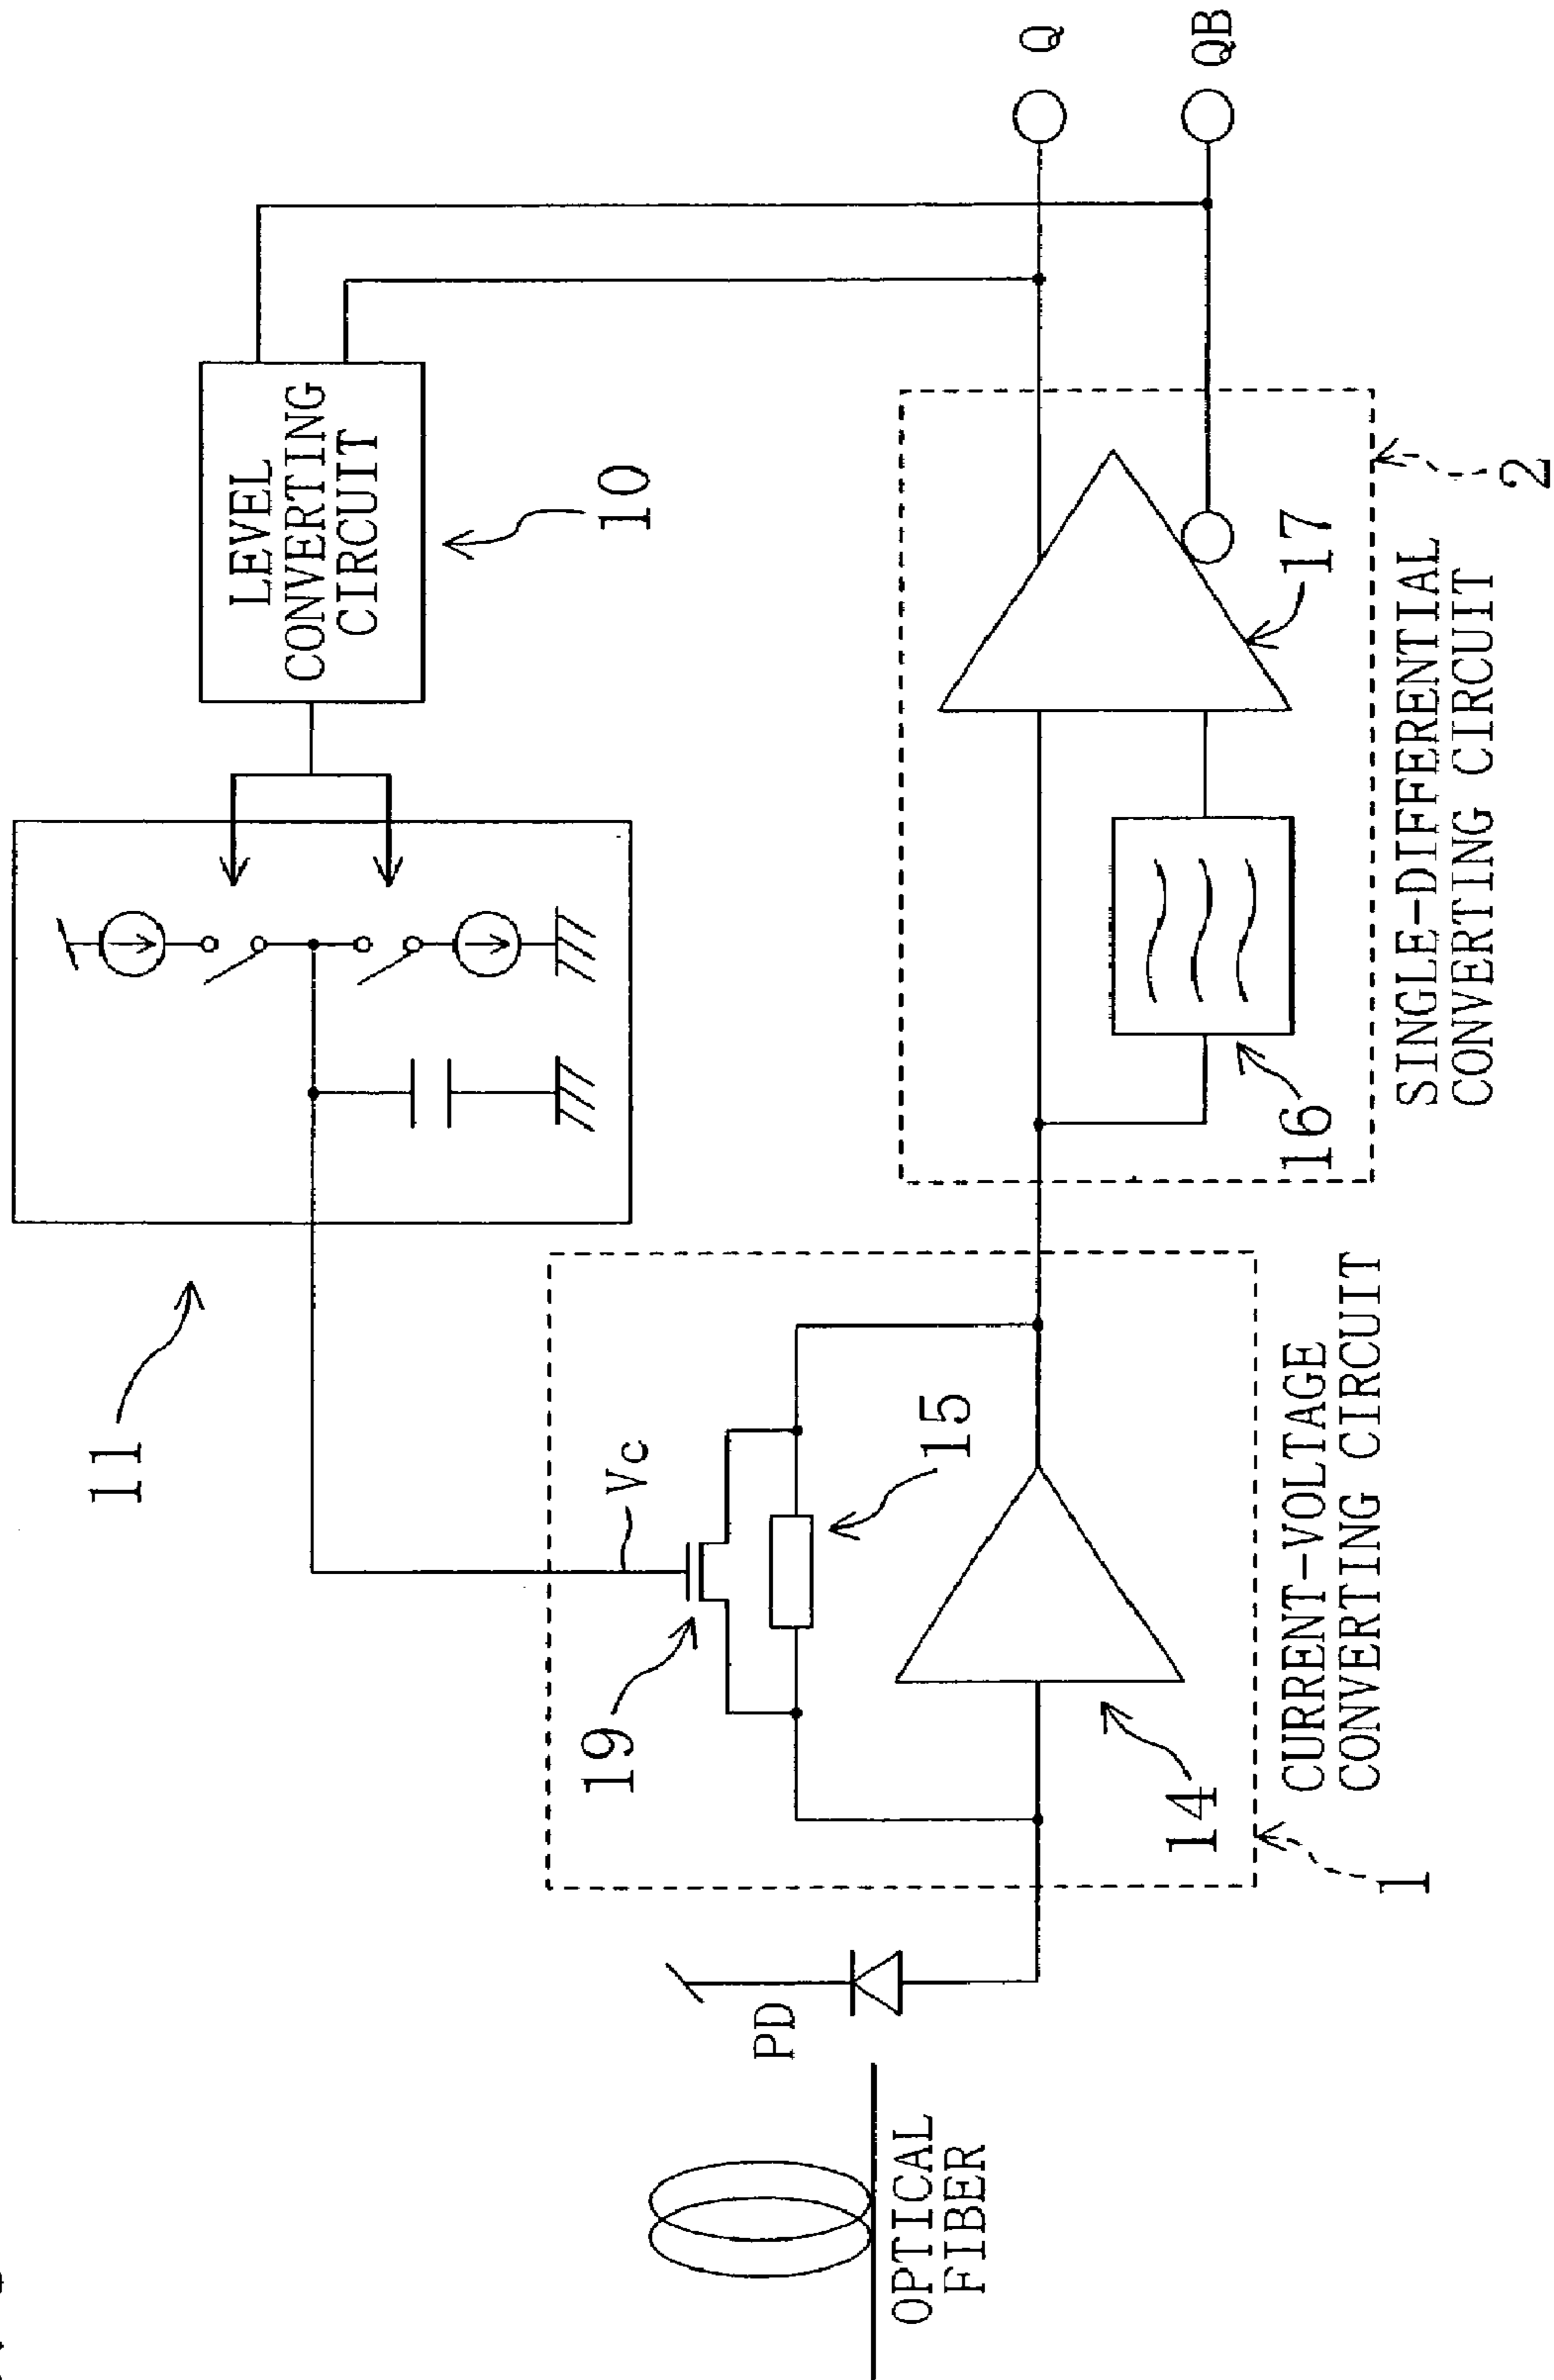 11
LEVEL
CONVERTING
CIRCUIT
10
Q
QB
19
Vc
15
14
PD
OPTICAL
FIBER
CURRENT-VOLTAGE
CONVERTING CIRCUIT
1
16
17
SINGLE-DIFFERENTIAL
CONVERTING CIRCUIT
2